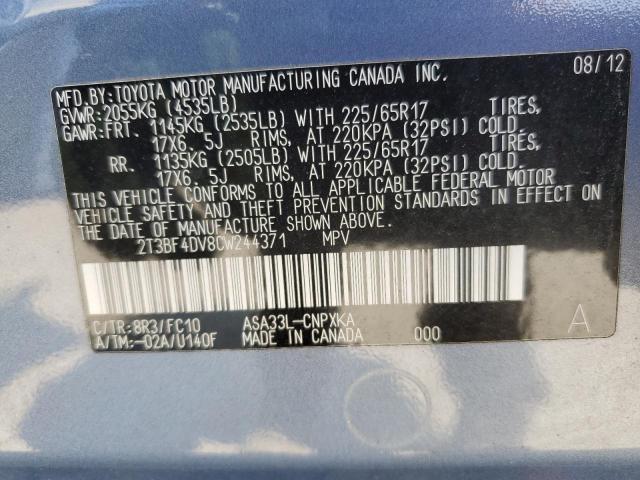 MFD.BY:TOYOTA MOTOR MANUFACTURING CANADA INC. 08/12
GVWR:2055KG (4535LB)
GAWR:FRT. 1145KG (2535LB) WITH 225/65R17 TIRES,
17X6. 5J RIMS, AT 220KPA (32PSI) COLD.
RR. 1135KG (2505LB) WITH 225/65R17 TIRES,
17X6. 5J RIMS, AT 220KPA (32PSI) COLD.
THIS VEHICLE CONFORMS TO ALL APPLICABLE FEDERAL MOTOR
VEHICLE SAFETY AND THEFT PREVENTION STANDARDS IN EFFECT ON
THE DATE OF MANUFACTURE SHOWN ABOVE.
2T3BF4DV8CW244371 MPV
C/TR:8R3/FC10 ASA33L-CNPXKA A
A/TM:-02A/U140F MADE IN CANADA 000